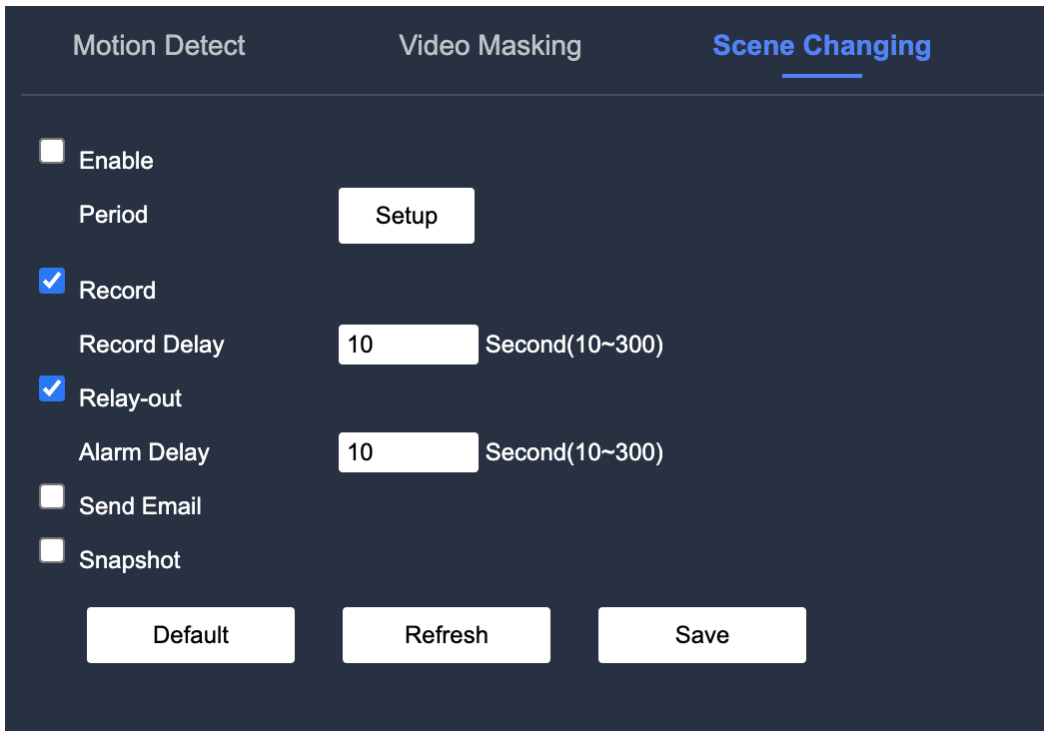 Motion Detect Video Masking Scene Changing
Enable
Period Setup
Record
Record Delay 10 Second(10~300)
Relay-out
Alarm Delay 10 Second(10~300)
Send Email
Snapshot
Default Refresh Save